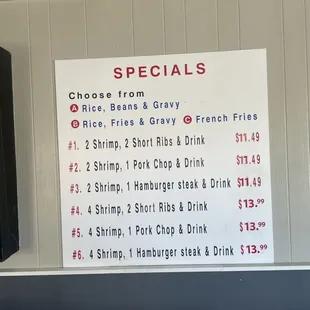 SPECIALS
Choose from
A Rice, Beans & Gravy
B Rice, Fries & Gravy C French Fries
#1. 2 Shrimp, 2 Short Ribs & Drink $11.49
#2. 2 Shrimp, 1 Pork Chop & Drink $11.49
#3. 2 Shrimp, 1 Hamburger steak & Drink $11.49
#4. 4 Shrimp, 2 Short Ribs & Drink $13.99
#5. 4 Shrimp, 1 Pork Chop & Drink $13.99
#6. 4 Shrimp, 1 Hamburger steak & Drink $13.99